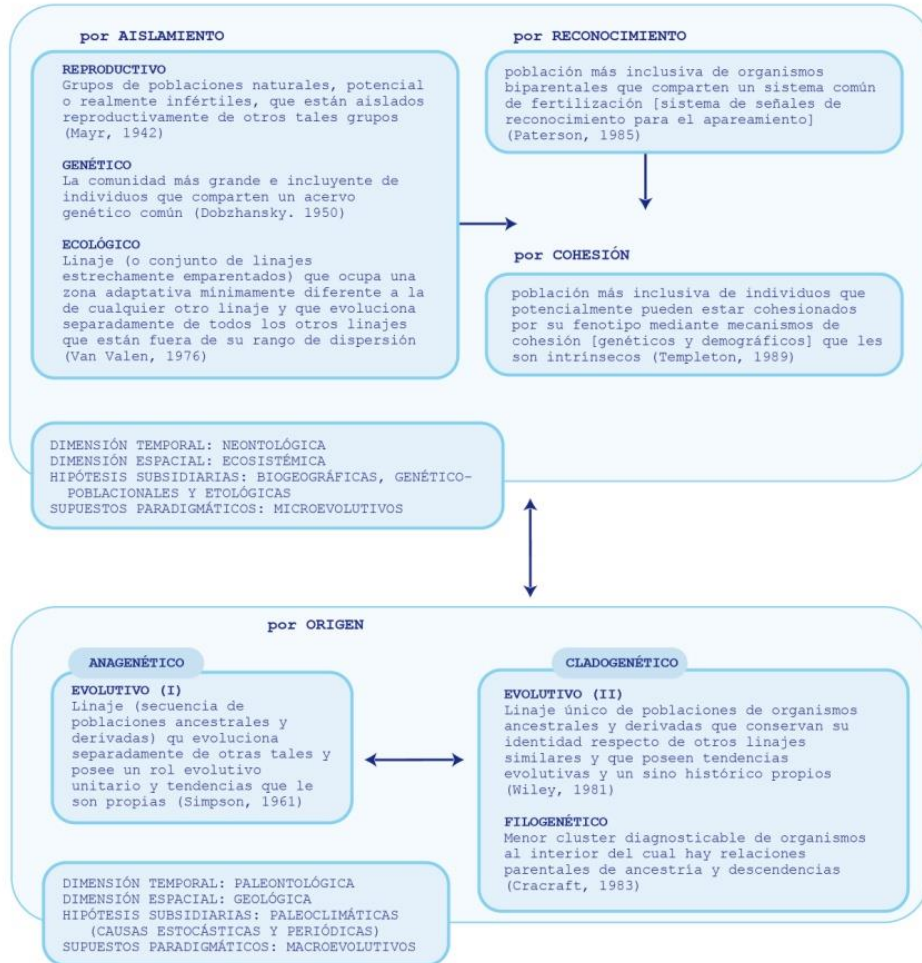 por AISLAMIENTO
REPRODUCTIVO
Grupos de poblaciones naturales, potencial
o realmente infértiles, que están aislados
reproductivamente de otros tales grupos
(Mayr, 1942)
GENÉTICO
La comunidad más grande e incluyente de
individuos que comparten un acervo
genético común (Dobzhansky. 1950)
ECOLÓGICO
Linaje (o conjunto de linajes
estrechamente emparentados) que ocupa una
zona adaptativa mínimamente diferente a la
de cualquier otro linaje y que evoluciona
separadamente de todos los otros linajes
que están fuera de su rango de dispersión
(Van Valen, 1976)
por RECONOCIMIENTO
población más inclusiva de organismos
biparentales que comparten un sistema común
de fertilización [sistema de señales de
reconocimiento para el apareamiento]
(Paterson, 1985)
por COHESIÓN
población más inclusiva de individuos que
potencialmente pueden estar cohesionados
por su fenotipo mediante mecanismos de
cohesión [genéticos y demográficos] que les
son intrínsecos (Templeton, 1989)
DIMENSIÓN TEMPORAL: NEONTOLÓGICA
DIMENSIÓN ESPACIAL: ECOSISTÉMICA
HIPÓTESIS SUBSIDIARIAS: BIOGEOGRÁFICAS, GENÉTICO-
POBLACIONALES Y ETOLÓGICAS
SUPUESTOS PARADIGMÁTICOS: MICROEVOLUTIVOS
por ORIGEN
ANAGENÉTICO
EVOLUTIVO (I)
Linaje (secuencia de
poblaciones ancestrales y
derivadas) qu evoluciona
separadamente de otras tales y
posee un rol evolutivo
unitario y tendencias que le
son propias (Simpson, 1961)
CLADOGENÉTICO
EVOLUTIVO (II)
Linaje único de poblaciones de organismos
ancestrales y derivadas que conservan su
identidad respecto de otros linajes
similares y que poseen tendencias
evolutivas y un sino histórico propios
(Wiley, 1981)
FILOGENÉTICO
Menor cluster diagnosticable de organismos
al interior del cual hay relaciones
parentales de ancestría y descendencias
(Cracraft, 1983)
DIMENSIÓN TEMPORAL: PALEONTOLÓGICA
DIMENSIÓN ESPACIAL: GEOLÓGICA
HIPÓTESIS SUBSIDIARIAS: PALEOCLIMÁTICAS
(CAUSAS ESTOCÁSTICAS Y PERIÓDICAS)
SUPUESTOS PARADIGMÁTICOS: MACROEVOLUTIVOS